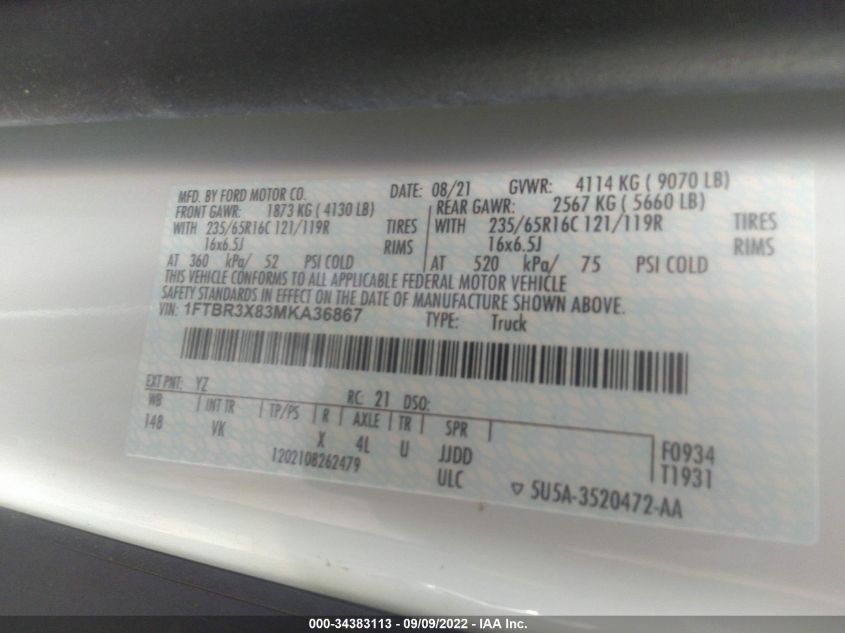 MFD. BY FORD MOTOR CO. DATE: 08/21 GVWR: 4114 KG ( 9070 LB)
FRONT GAWR: 1873 KG ( 4130 LB) REAR GAWR: 2567 KG ( 5660 LB)
WITH 235/65R16C 121/119R TIRES WITH 235/65R16C 121/119R TIRES
16x6.5J RIMS 16x6.5J RIMS
AT 360 kPa/ 52 PSI COLD AT 520 kPa/ 75 PSI COLD
THIS VEHICLE CONFORMS TO ALL APPLICABLE FEDERAL MOTOR VEHICLE
SAFETY STANDARDS IN EFFECT ON THE DATE OF MANUFACTURE SHOWN ABOVE.
VIN: 1FTBR3X83MKA36867 TYPE: Truck
EXT PNT: YZ RC: 21 DSO:
WB INT TR TP/PS R AXLE TR SPR
148 VK X 4L U JJDD F0934
1202108262479 ULC T1931
▽ 5U5A-3520472-AA
000-34383113 - 09/09/2022 - IAA Inc.